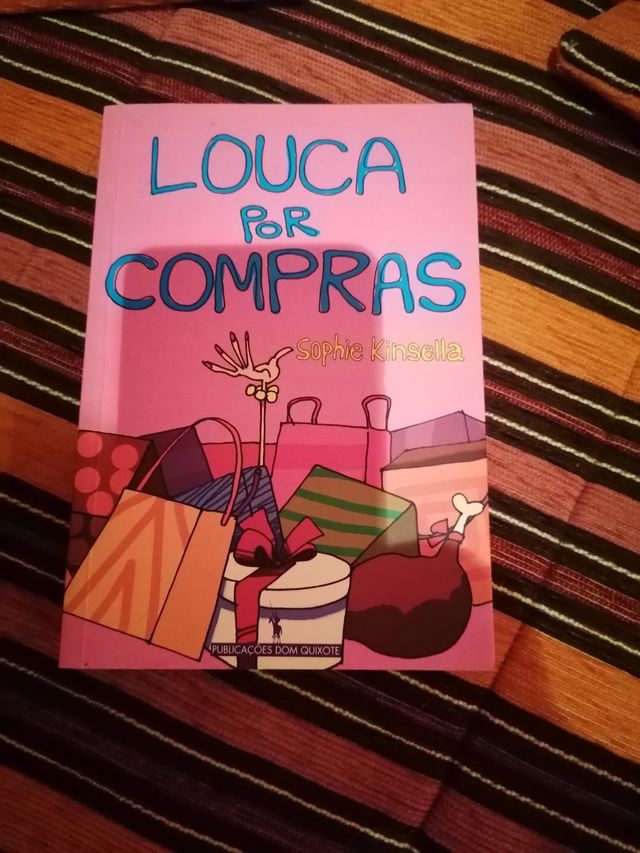 LOUCA
POR
COMPRAS
Sophie Kinsella
PUBLICAÇÕES DOM QUIXOTE